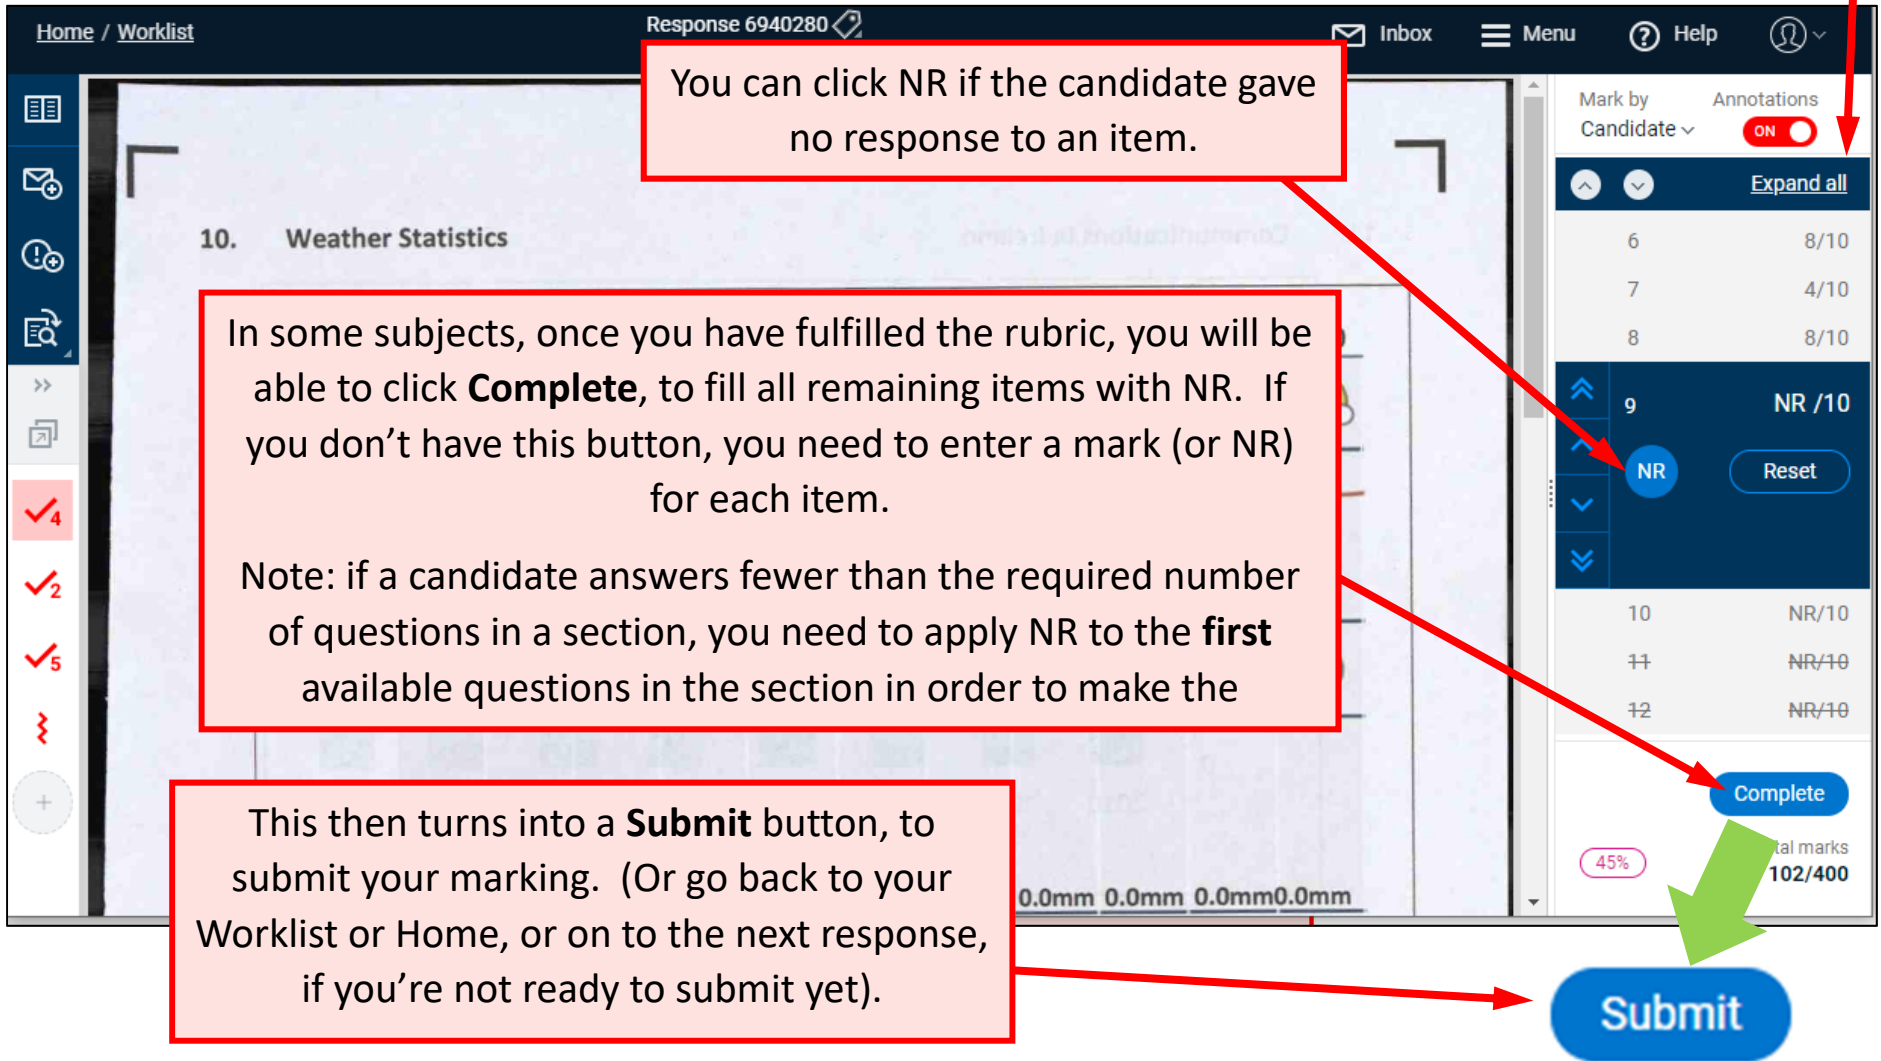 Home / Worklist
Response 6940280
Inbox
Menu
Help
You can click NR if the candidate gave
no response to an item.
Mark by
Candidate
Annotations
ON
Expand all
10. Weather Statistics
6 8/10
7 4/10
8 8/10
9 NR /10
NR
Reset
10 NR/10
11 NR/10
12 NR/10
In some subjects, once you have fulfilled the rubric, you will be
able to click Complete, to fill all remaining items with NR. If
you don’t have this button, you need to enter a mark (or NR)
for each item.
Note: if a candidate answers fewer than the required number
of questions in a section, you need to apply NR to the first
available questions in the section in order to make the
4
2
5
Complete
45%
marks
102/400
0.0mm 0.0mm 0.0mm0.0mm
This then turns into a Submit button, to
submit your marking. (Or go back to your
Worklist or Home, or on to the next response,
if you’re not ready to submit yet).
Submit